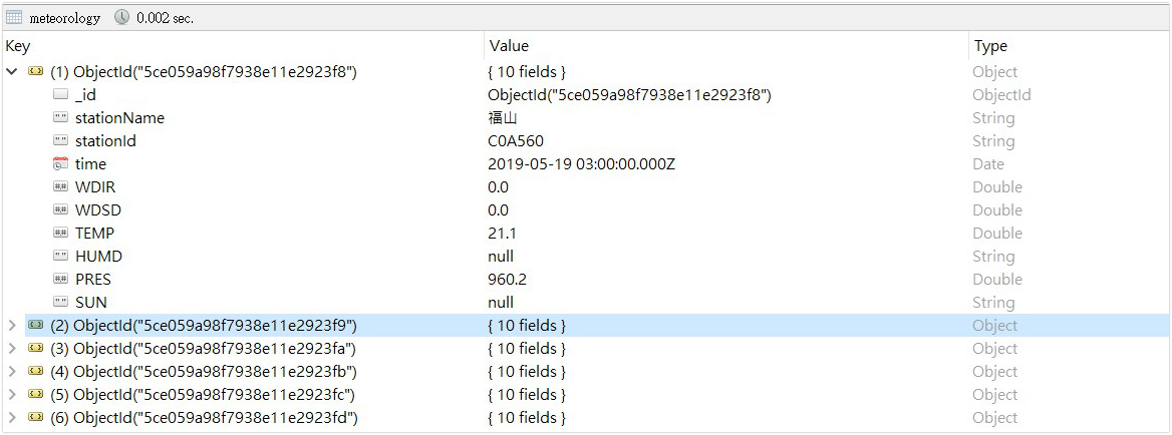 meteorology 0.002 sec.
Key Value Type
(1) ObjectId("5ce059a98f7938e11e2923f8") { 10 fields } Object
_id ObjectId("5ce059a98f7938e11e2923f8") ObjectId
stationName 福山 String
stationId C0A560 String
time 2019-05-19 03:00:00.000Z Date
WDIR 0.0 Double
WDSD 0.0 Double
TEMP 21.1 Double
HUMD null String
PRES 960.2 Double
SUN null String
(2) ObjectId("5ce059a98f7938e11e2923f9") { 10 fields } Object
(3) ObjectId("5ce059a98f7938e11e2923fa") { 10 fields } Object
(4) ObjectId("5ce059a98f7938e11e2923fb") { 10 fields } Object
(5) ObjectId("5ce059a98f7938e11e2923fc") { 10 fields } Object
(6) ObjectId("5ce059a98f7938e11e2923fd") { 10 fields } Object